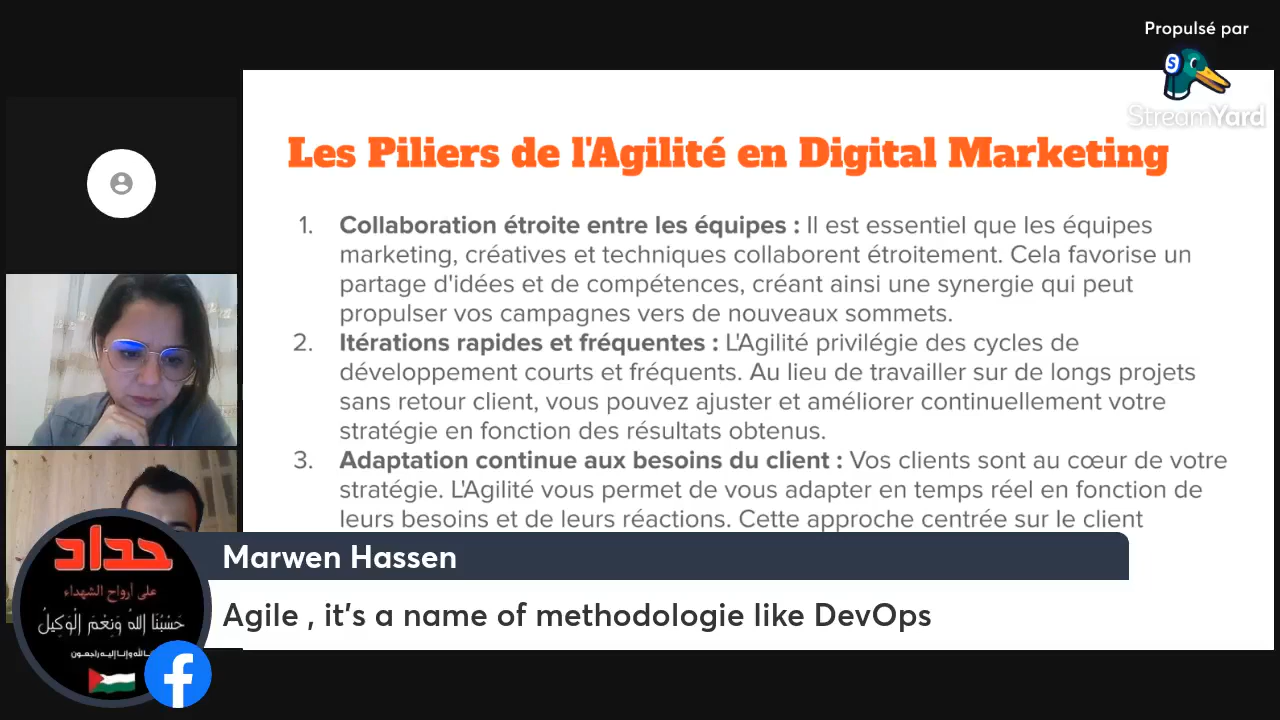 Propulsé par
StreamYard
Les Piliers de l'Agilité en Digital Marketing
1. Collaboration étroite entre les équipes : Il est essentiel que les équipes
marketing, créatives et techniques collaborent étroitement. Cela favorise un
partage d'idées et de compétences, créant ainsi une synergie qui peut
propulser vos campagnes vers de nouveaux sommets.
2. Itérations rapides et fréquentes : L'Agilité privilégie des cycles de
développement courts et fréquents. Au lieu de travailler sur de longs projets
sans retour client, vous pouvez ajuster et améliorer continuellement votre
stratégie en fonction des résultats obtenus.
3. Adaptation continue aux besoins du client : Vos clients sont au cœur de votre
stratégie. L'Agilité vous permet de vous adapter en temps réel en fonction de
leurs besoins et de leurs réactions. Cette approche centrée sur le client
Marwen Hassen
Agile , it's a name of methodologie like DevOps
حداد
على أرواح الشهداء
حَسْبُنَا اللَّهُ وَنِعْمَ الْوَكِيلُ
وانا اليه راجعون